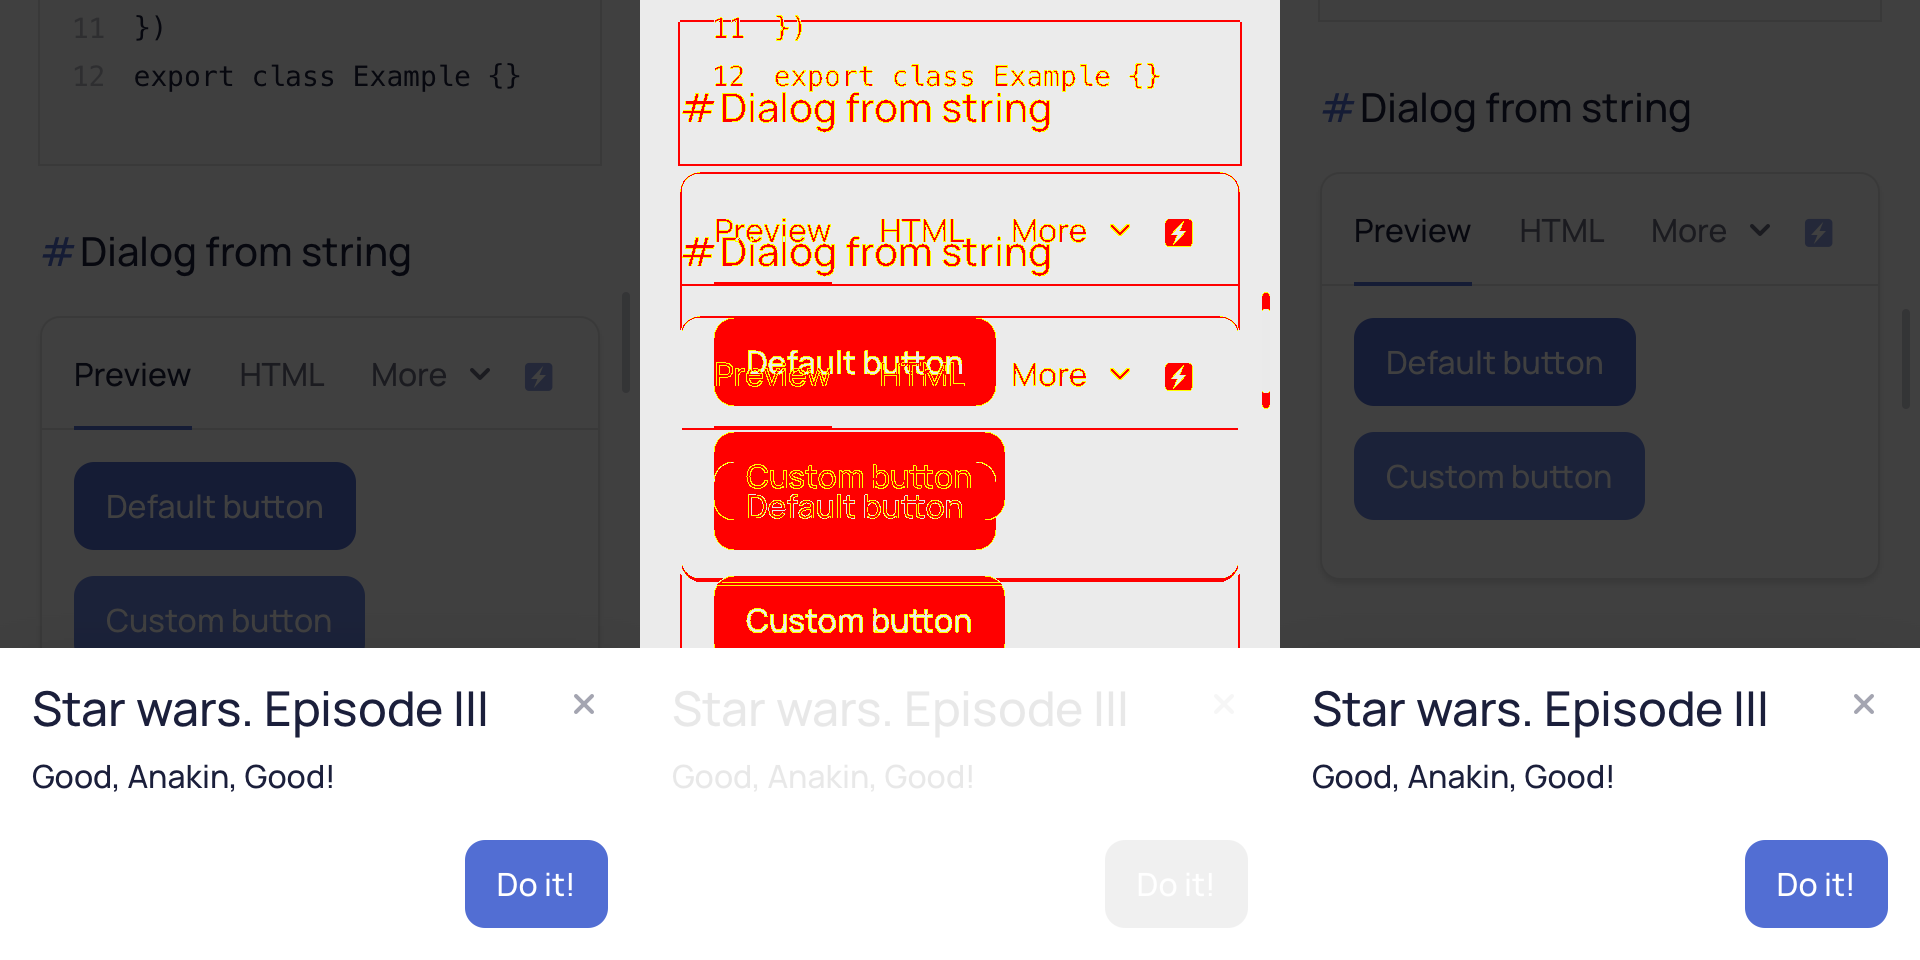 11 })
12 export class Example {}
# Dialog from string
Preview HTML More
Default button
Custom button
Star wars. Episode III
Good, Anakin, Good!
Do it!
11 })
12 export class Example {}
# Dialog from string
Preview HTML More
# Dialog from string
Default button
Preview HTML More
Custom button
Default button
Custom button
Star wars. Episode III
Good, Anakin, Good!
Do it!
# Dialog from string
Preview HTML More
Default button
Custom button
Star wars. Episode III
Good, Anakin, Good!
Do it!